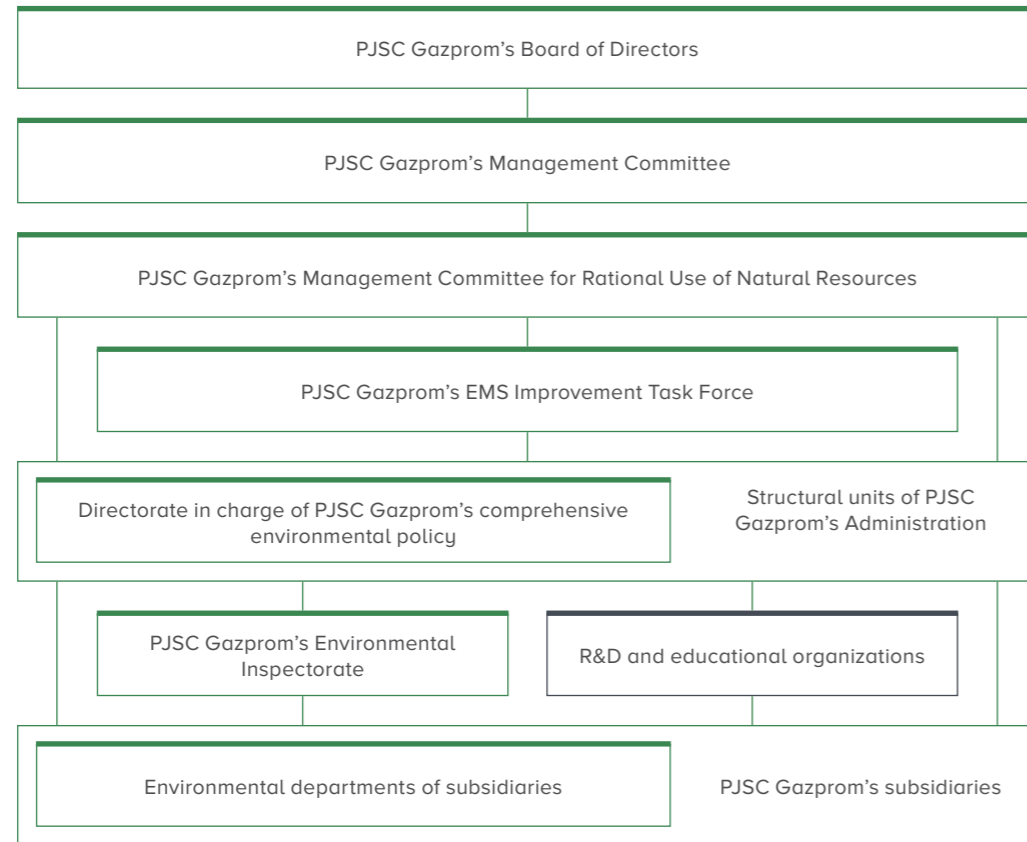 PJSC Gazprom’s Board of Directors
PJSC Gazprom’s Management Committee
PJSC Gazprom’s Management Committee for Rational Use of Natural Resources
PJSC Gazprom’s EMS Improvement Task Force
Directorate in charge of PJSC Gazprom’s comprehensive
environmental policy
Structural units of PJSC
Gazprom’s Administration
PJSC Gazprom’s Environmental
Inspectorate
R&D and educational organizations
Environmental departments of subsidiaries
PJSC Gazprom’s subsidiaries